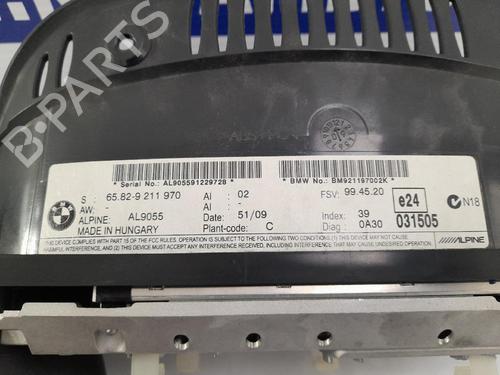 B-PARTS
* Serial No.: AL905591229728 *
* BMW No.: BM921197002K *
S : 65.82-9 211 970
AI : 02
FSV: 99.45.20
AW: -
AI : -
e24
N18
ALPINE: AL9055
Date : 51/09
Index: 39
031505
MADE IN HUNGARY
Plant-code: C
Diag : 0A30
THIS DEVICE COMPLIES WITH PART 15 OF THE FCC RULES. OPERATION IS SUBJECT TO THE FOLLOWING TWO CONDITIONS (1) THIS DEVICE MAY NOT CAUSE
HARMFUL INTERFERENCE, AND (2) THIS DEVICE MUST ACCEPT ANY INTERFERENCE RECEIVED, INCLUDING INTERFERENCE THAT MAY CAUSE UNDESIRED OPERATION.
ALPINE